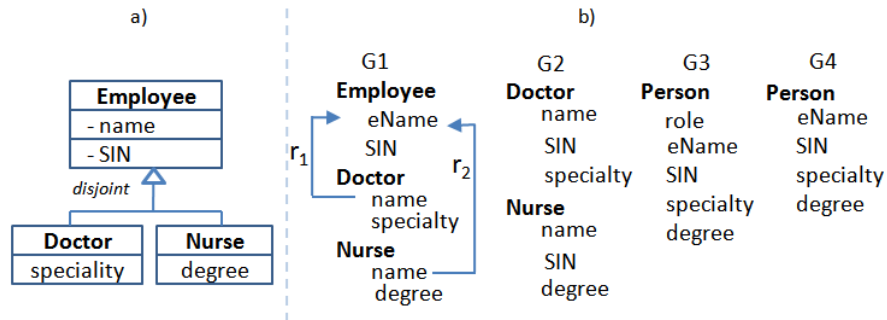 a)
Employee
- name
- SIN
disjoint
Doctor
speciality
Nurse
degree
b)
G1
Employee
eName
SIN
r1
r2
Doctor
name
specialty
Nurse
name
degree
G2
Doctor
name
SIN
specialty
Nurse
name
SIN
degree
G3
Person
role
eName
SIN
specialty
degree
G4
Person
eName
SIN
specialty
degree